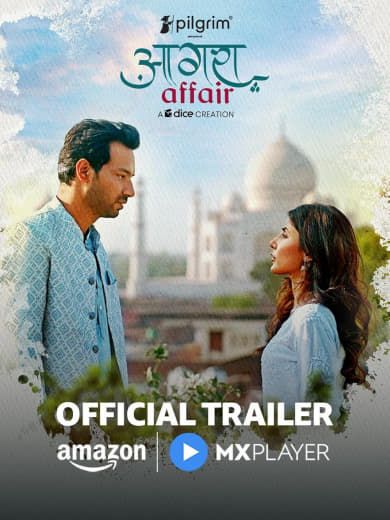 pilgrim®
आगरा
affair
A dice CREATION
OFFICIAL TRAILER
amazon MXPLAYER